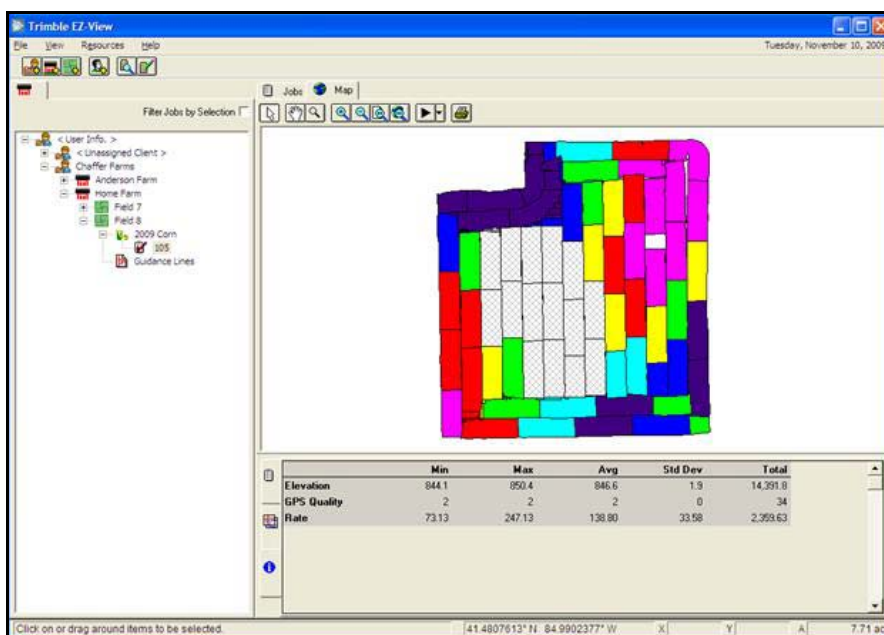 Trimble EZ-View
File View Resources Help
Tuesday, November 10, 2009
Jobs Map
Filter Jobs by Selection
< User Info. >
< Unassigned Client >
Chaffer Farms
Anderson Farm
Home Farm
Field 7
Field 8
2009 Corn
105
Guidance Lines
Min Max Avg Std Dev Total
Elevation 844.1 850.4 846.6 1.9 14,391.8
GPS Quality 2 2 2 0 34
Rate 73.13 247.13 138.80 33.58 2,359.63
Click on or drag around items to be selected. 41.4807613° N 84.9902377° W X Y A 7.71 ac